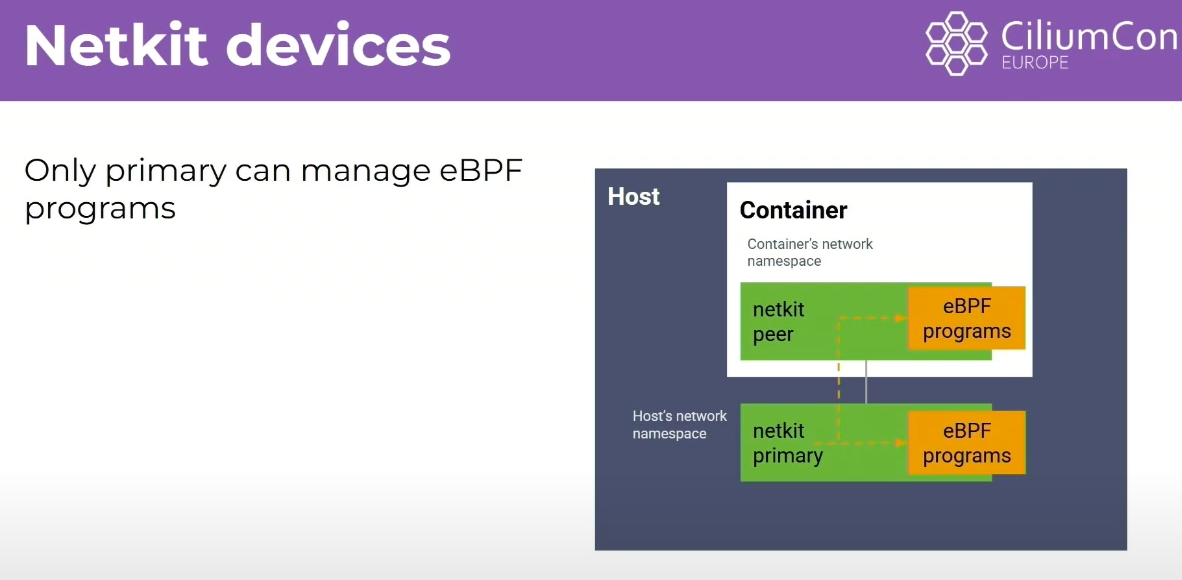 Netkit devices
CiliumCon
EUROPE
Only primary can manage eBPF
programs
Host
Container
Container's network
namespace
netkit
peer
eBPF
programs
Host's network
namespace
netkit
primary
eBPF
programs